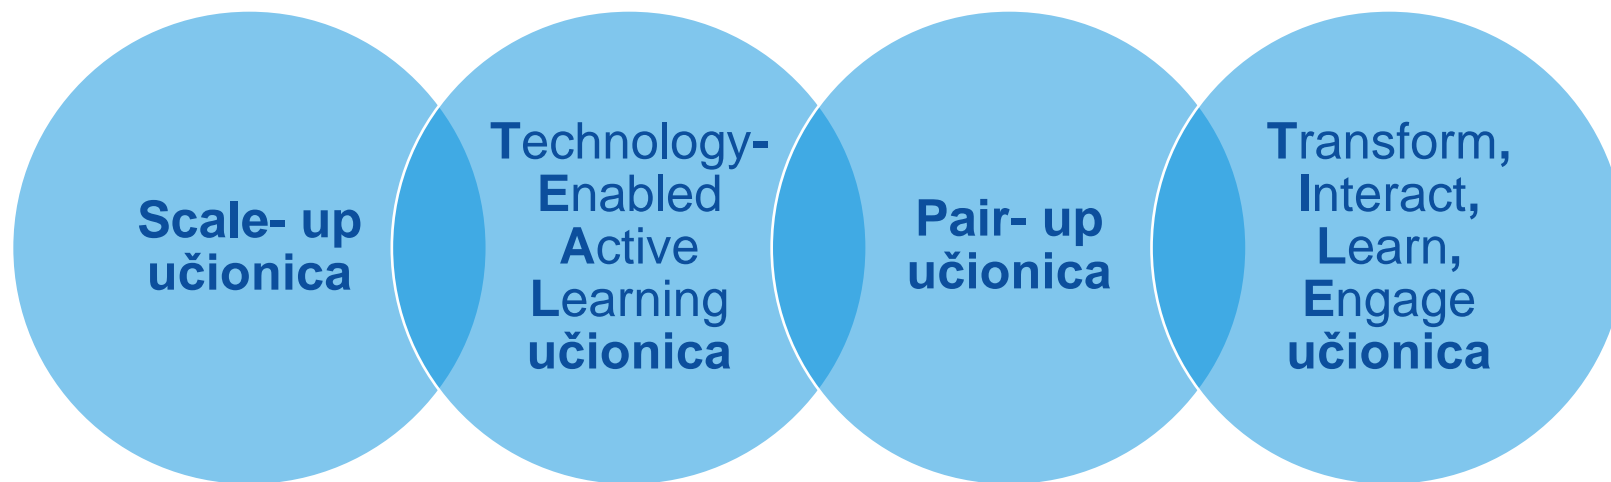 Scale- up
učionica
Technology-
Enabled
Active
Learning
učionica
Pair- up
učionica
Transform,
Interact,
Learn,
Engage
učionica